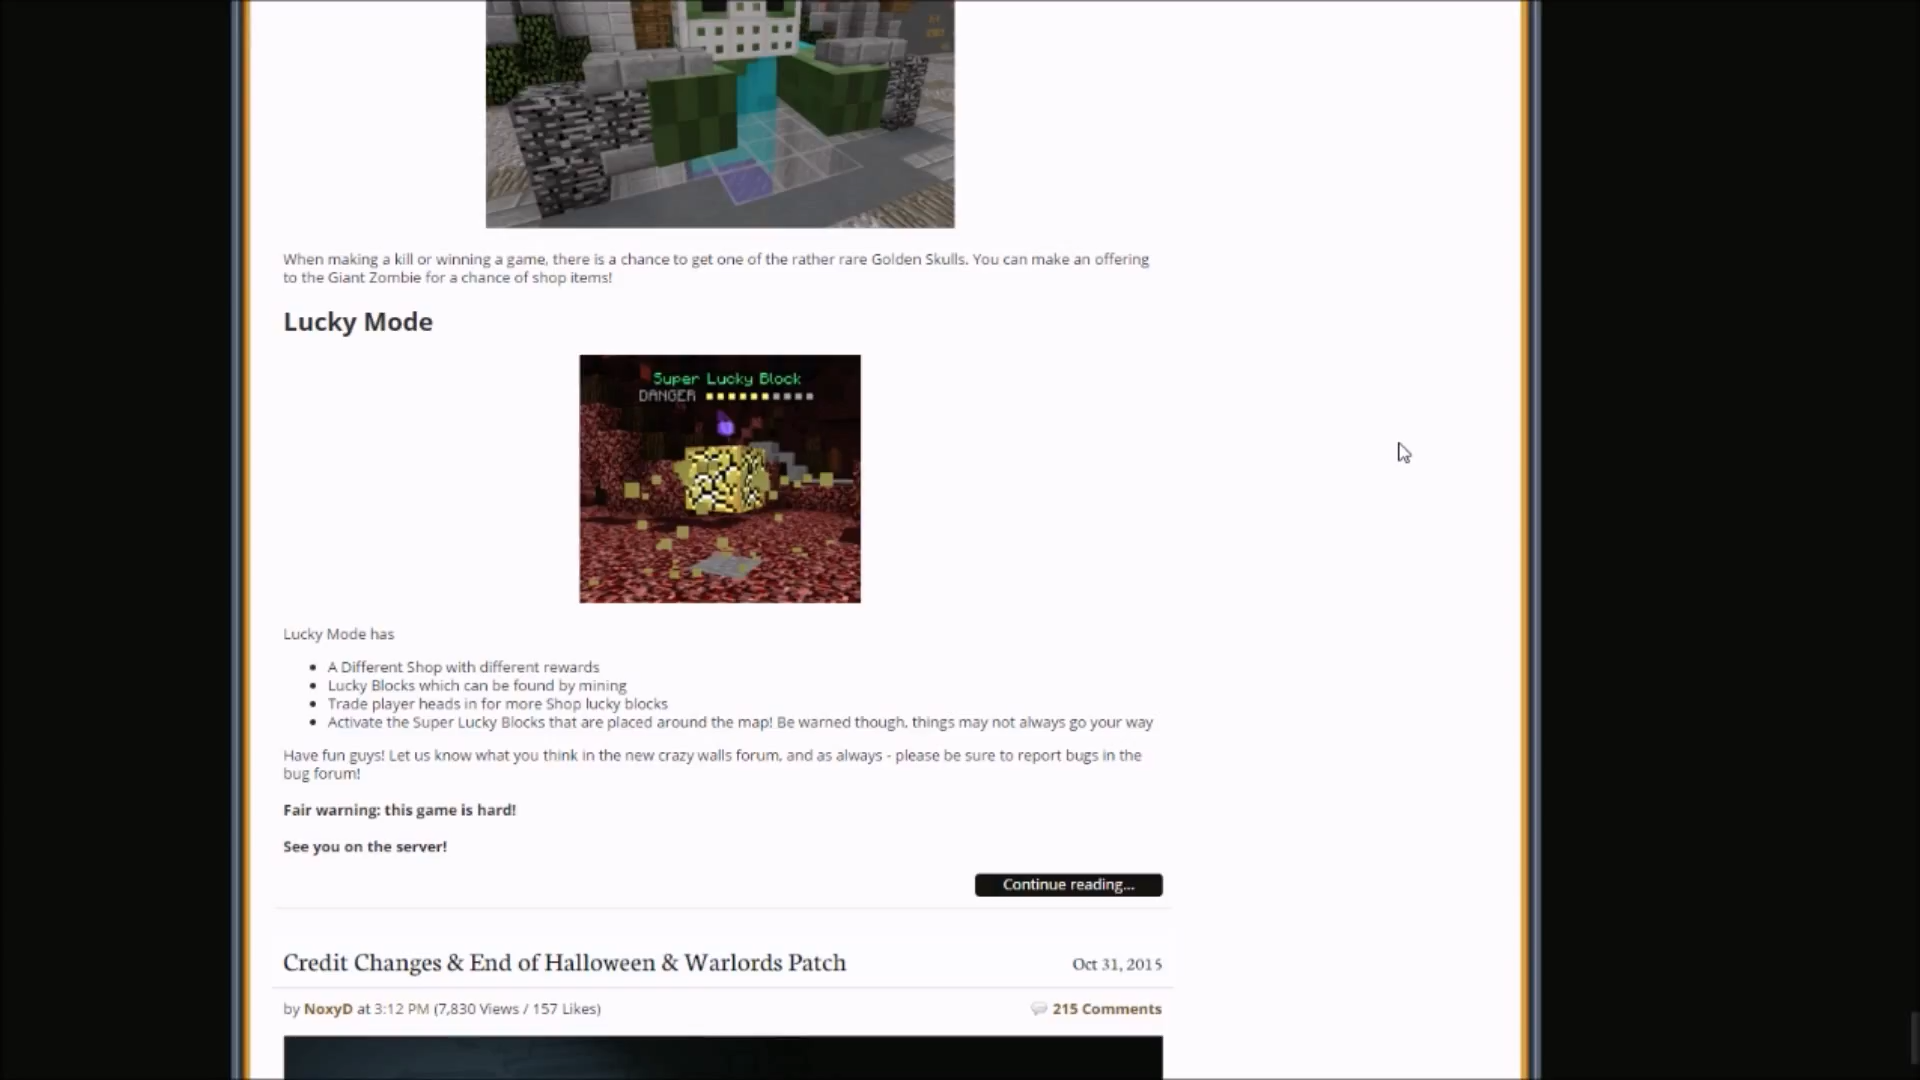 When making a kill or winning a game, there is a chance to get one of the rather rare Golden Skulls. You can make an offering
to the Giant Zombie for a chance of shop items!
Lucky Mode
Super Lucky Block
DANGER
Lucky Mode has
• A Different Shop with different rewards
• Lucky Blocks which can be found by mining
• Trade player heads in for more Shop lucky blocks
• Activate the Super Lucky Blocks that are placed around the map! Be warned though, things may not always go your way
Have fun guys! Let us know what you think in the new crazy walls forum, and as always - please be sure to report bugs in the
bug forum!
Fair warning: this game is hard!
See you on the server!
Continue reading...
Credit Changes & End of Halloween & Warlords Patch
Oct 31, 2015
by NoxyD at 3:12 PM (7,830 Views / 157 Likes)
215 Comments